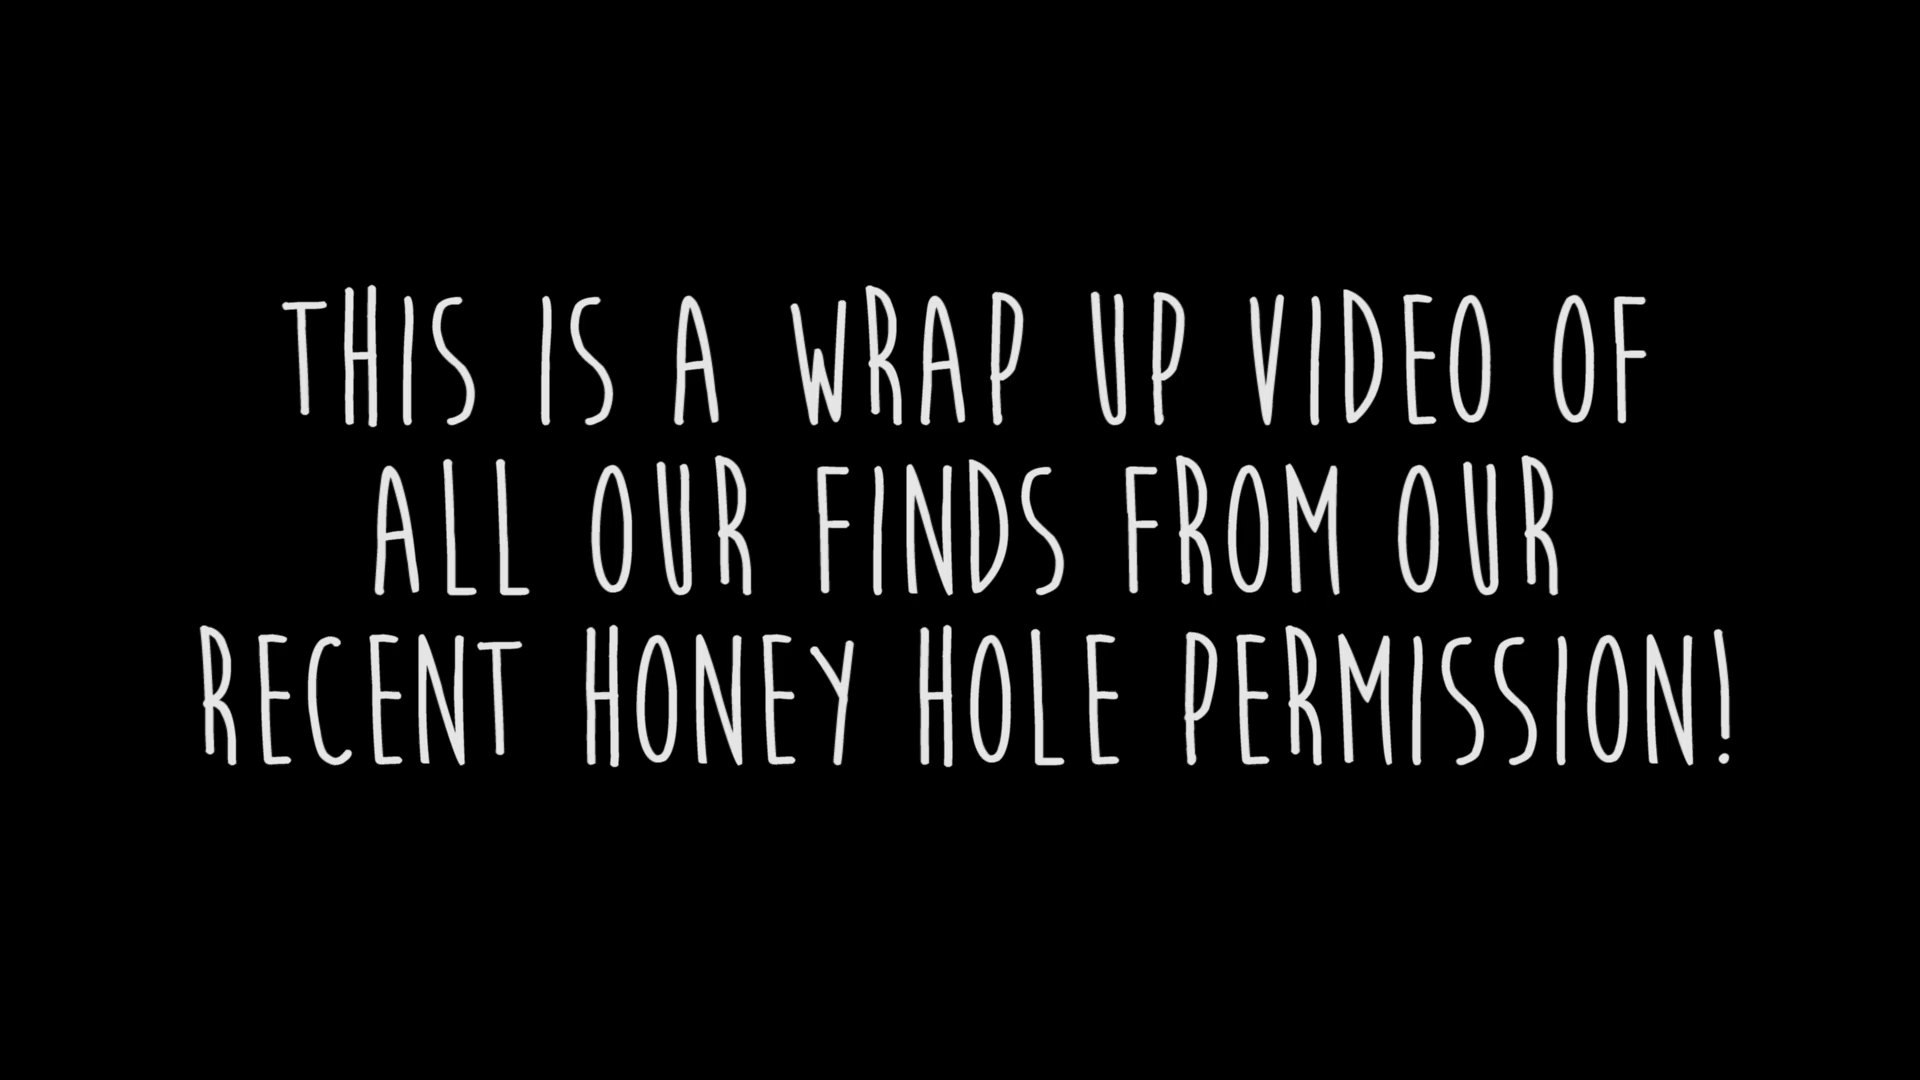 THIS IS A WRAP UP VIDEO OF
ALL OUR FINDS FROM OUR
RECENT HONEY HOLE PERMISSION!